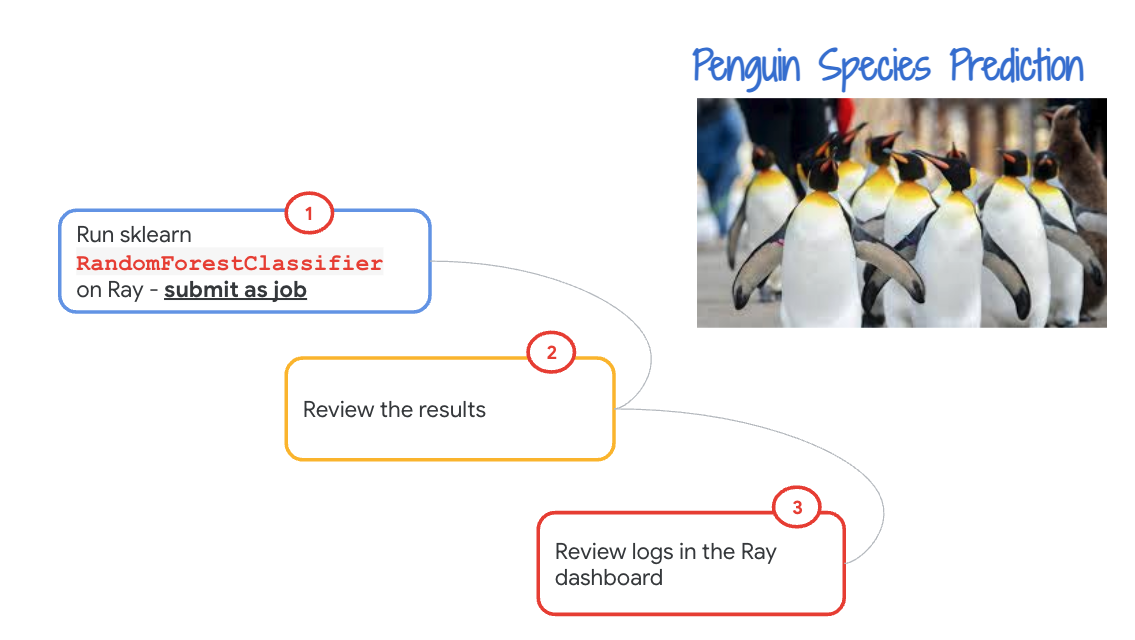 Penguin Species Prediction
1
Run sklearn
RandomForestClassifier
on Ray - submit as job
2
Review the results
3
Review logs in the Ray
dashboard